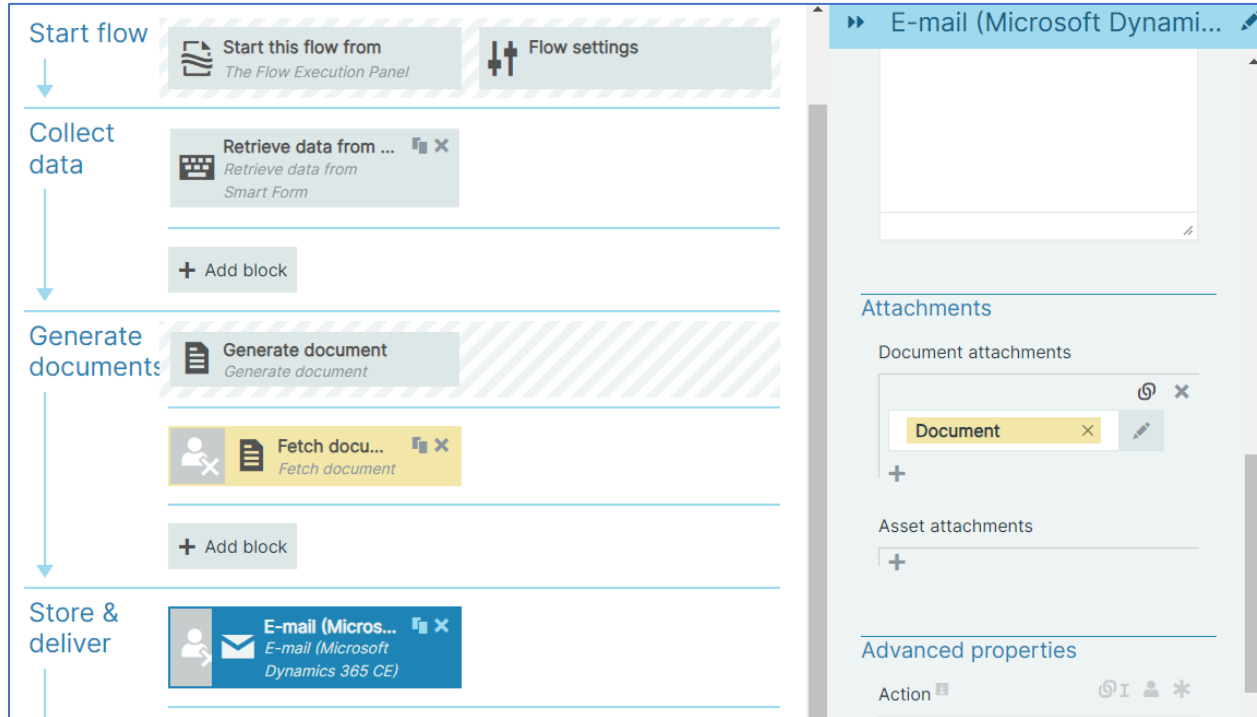 Start flow
Start this flow from
The Flow Execution Panel
Flow settings
Collect
data
Retrieve data from ...
Retrieve data from
Smart Form
+ Add block
Generate
documents
Generate document
Generate document
Fetch docu...
Fetch document
+ Add block
Store &
deliver
E-mail (Micros...
E-mail (Microsoft
Dynamics 365 CE)
E-mail (Microsoft Dynami...
Attachments
Document attachments
Document
Asset attachments
Advanced properties
Action